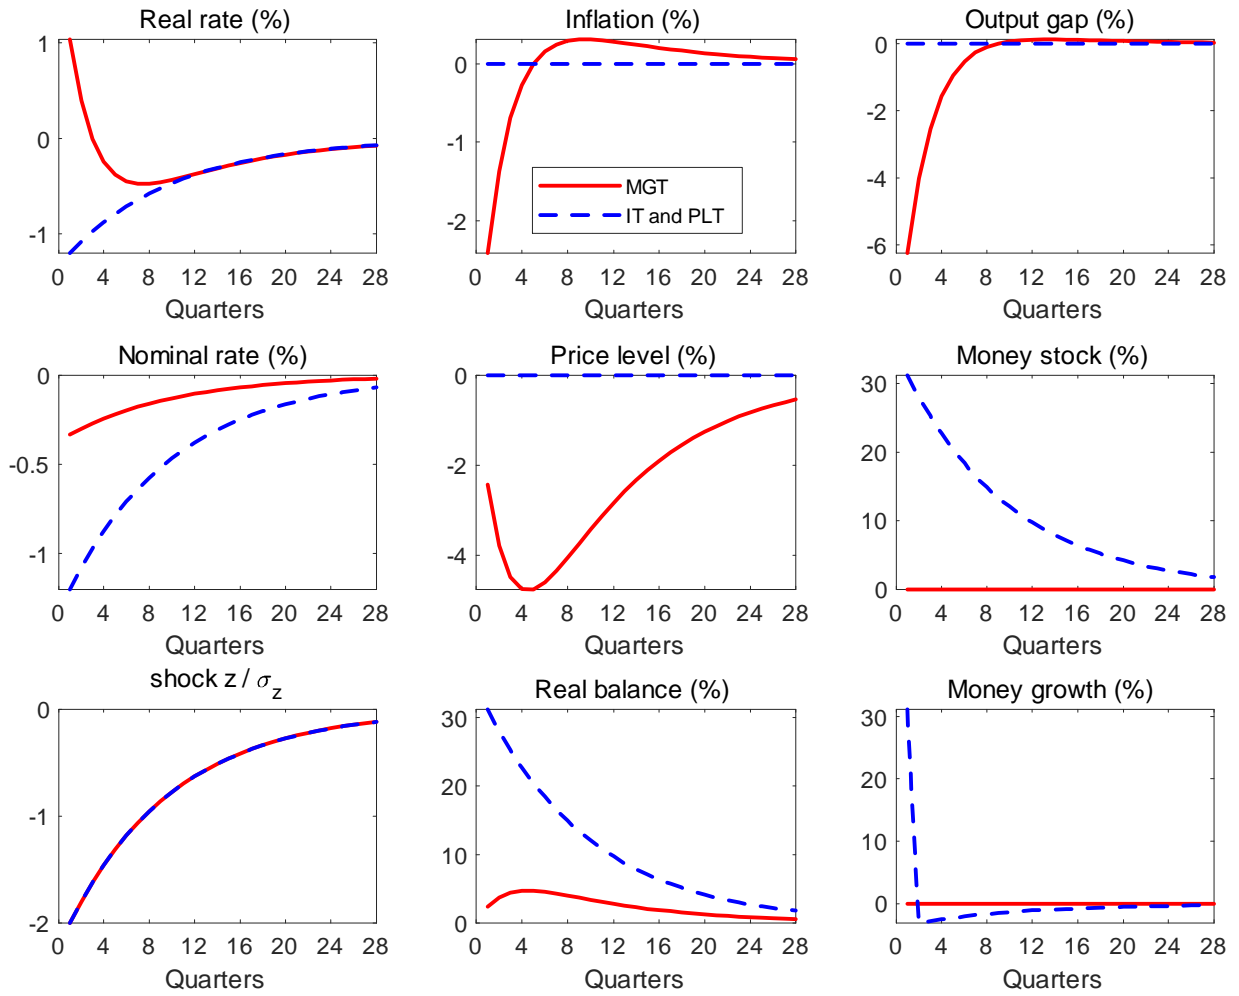 Real rate (%)
1
0
-1
0 4 8 12 16 20 24 28
Quarters
Inflation (%)
0
-1
-2
MGT
IT and PLT
0 4 8 12 16 20 24 28
Quarters
Output gap (%)
0
-2
-4
-6
0 4 8 12 16 20 24 28
Quarters
Nominal rate (%)
0
-0.5
-1
0 4 8 12 16 20 24 28
Quarters
Price level (%)
0
-2
-4
0 4 8 12 16 20 24 28
Quarters
Money stock (%)
30
20
10
0
0 4 8 12 16 20 24 28
Quarters
shock z / σ_z
0
-1
-2
0 4 8 12 16 20 24 28
Quarters
Real balance (%)
30
20
10
0
0 4 8 12 16 20 24 28
Quarters
Money growth (%)
30
20
10
0
0 4 8 12 16 20 24 28
Quarters